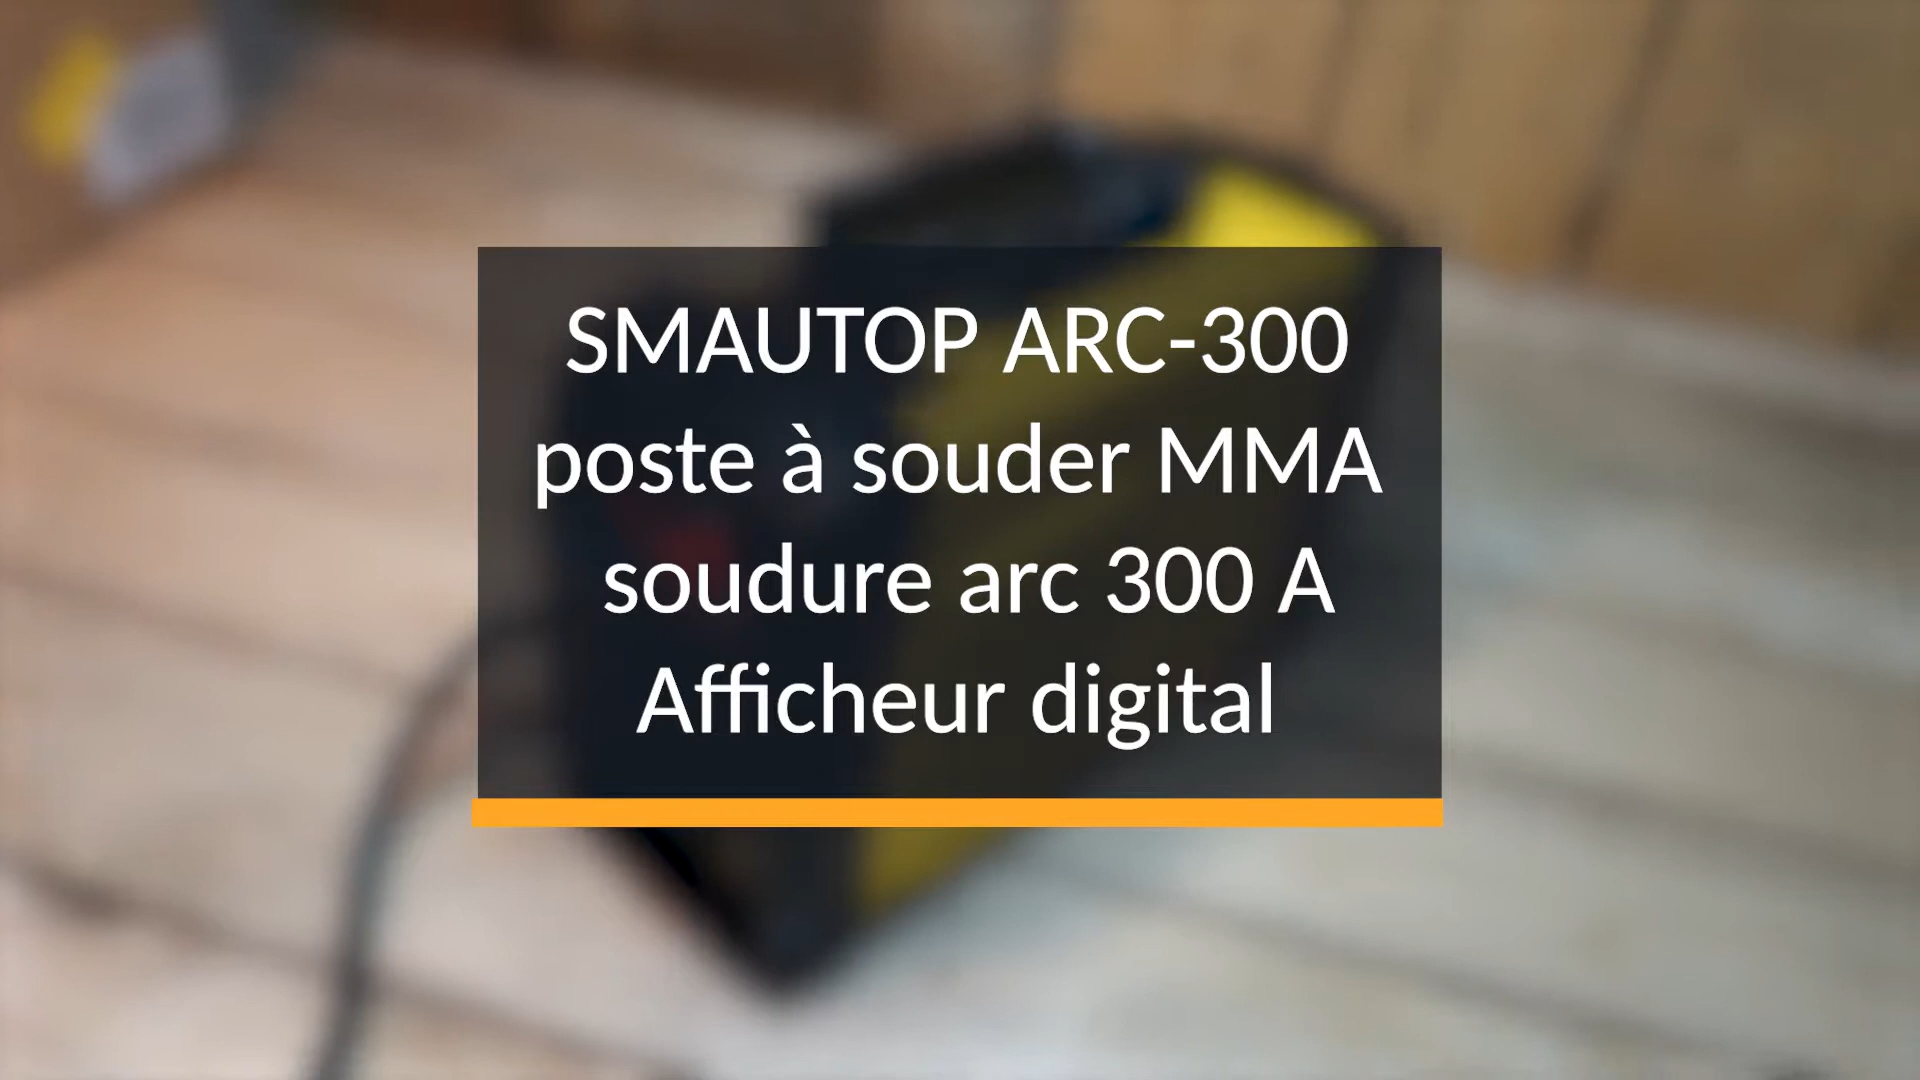 SMAUTOP ARC-300
poste à souder MMA
soudure arc 300 A
Afficheur digital